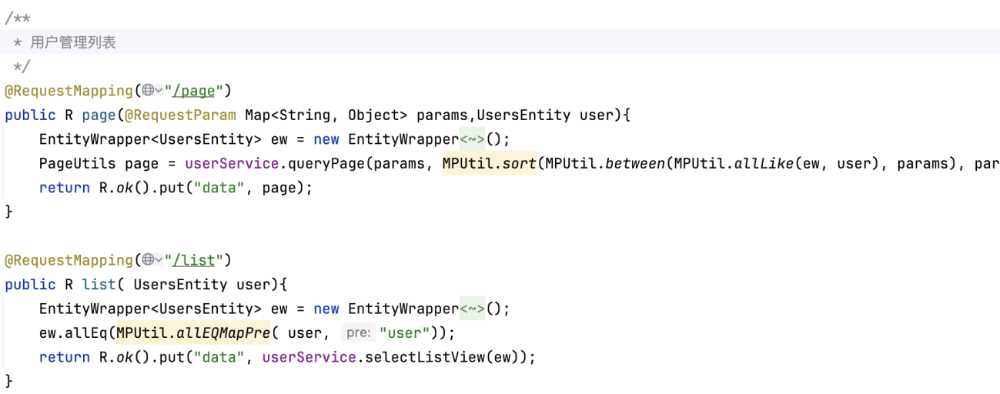 /**
 * 用户管理列表
 */
@RequestMapping("/page")
public R page(@RequestParam Map<String, Object> params,UsersEntity user){
    EntityWrapper<UsersEntity> ew = new EntityWrapper<~>();
    PageUtils page = userService.queryPage(params, MPUtil.sort(MPUtil.between(MPUtil.allLike(ew, user), params), par
    return R.ok().put("data", page);
}
@RequestMapping("/list")
public R list( UsersEntity user){
    EntityWrapper<UsersEntity> ew = new EntityWrapper<~>();
    ew.allEq(MPUtil.allEQMapPre( user, pre: "user"));
    return R.ok().put("data", userService.selectListView(ew));
}